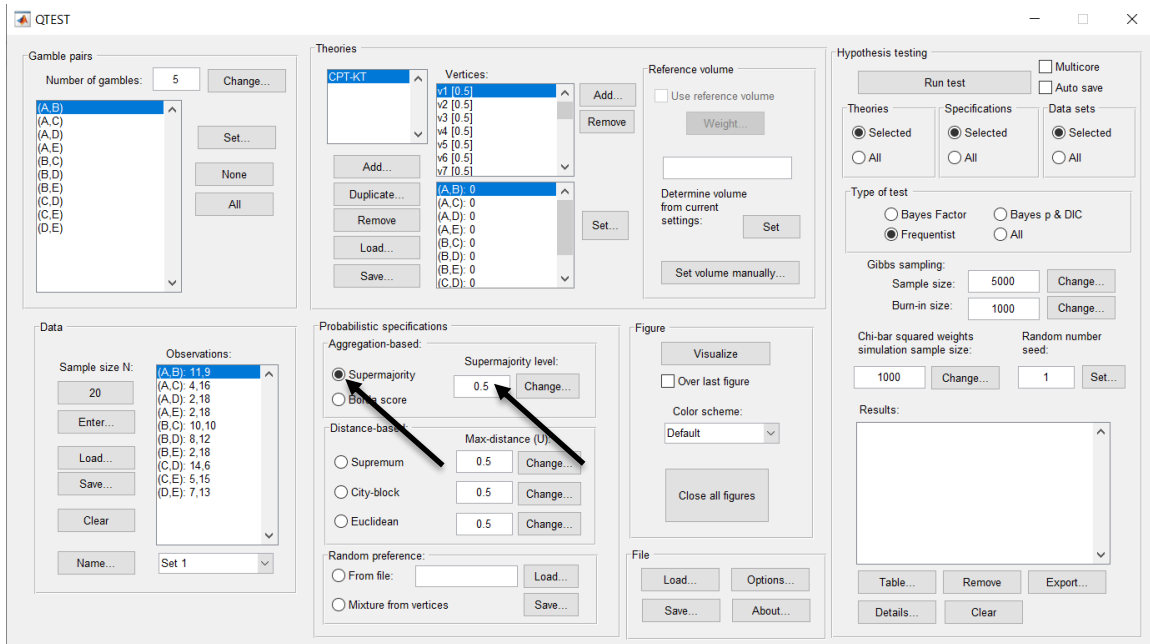 QTEST
Gamble pairs
Number of gambles: 5 Change...
(A,B)
(A,C)
(A,D)
(A,E)
(B,C)
(B,D)
(B,E)
(C,D)
(C,E)
(D,E)
Set...
None
All
Theories
CPT-KT
Vertices:
v1 [0.5]
v2 [0.5]
v3 [0.5]
v4 [0.5]
v5 [0.5]
v6 [0.5]
v7 [0.5]
Add...
Remove
Add...
Duplicate...
Remove
Load...
Save...
(A,B): 0
(A,C): 0
(A,D): 0
(A,E): 0
(B,C): 0
(B,D): 0
(B,E): 0
(C,D): 0
Set...
Reference volume
Use reference volume
Weight...
Determine volume
from current
settings: Set
Set volume manually...
Hypothesis testing
Run test
Multicore
Auto save
Theories
Selected
All
Specifications
Selected
All
Data sets
Selected
All
Type of test
Bayes Factor Bayes p & DIC
Frequentist All
Gibbs sampling:
Sample size: 5000 Change...
Burn-in size: 1000 Change...
Chi-bar squared weights
simulation sample size:
1000 Change...
Random number
seed:
1 Set...
Results:
Table... Remove Export...
Details... Clear
Data
Sample size N:
20
Enter...
Load...
Save...
Clear
Name...
Observations:
(A,B): 11,9
(A,C): 4,16
(A,D): 2,18
(A,E): 2,18
(B,C): 10,10
(B,D): 8,12
(B,E): 2,18
(C,D): 14,6
(C,E): 5,15
(D,E): 7,13
Set 1
Probabilistic specifications
Aggregation-based:
Supermajority
Borda score
Supermajority level:
0.5 Change...
Distance-based:
Max-distance (U):
Supremum 0.5 Change...
City-block 0.5 Change...
Euclidean 0.5 Change...
Random preference:
From file: Load...
Mixture from vertices Save...
Figure
Visualize
Over last figure
Color scheme:
Default
Close all figures
File
Load... Options...
Save... About...